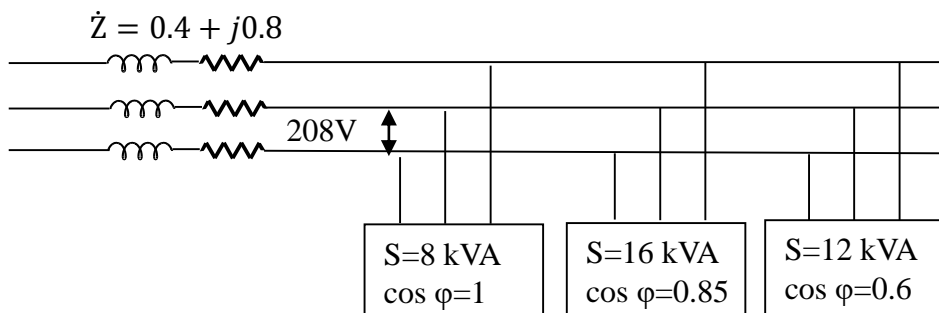 Ż = 0.4 + j0.8
208V
S=8 kVA
cos φ=1
S=16 kVA
cos φ=0.85
S=12 kVA
cos φ=0.6